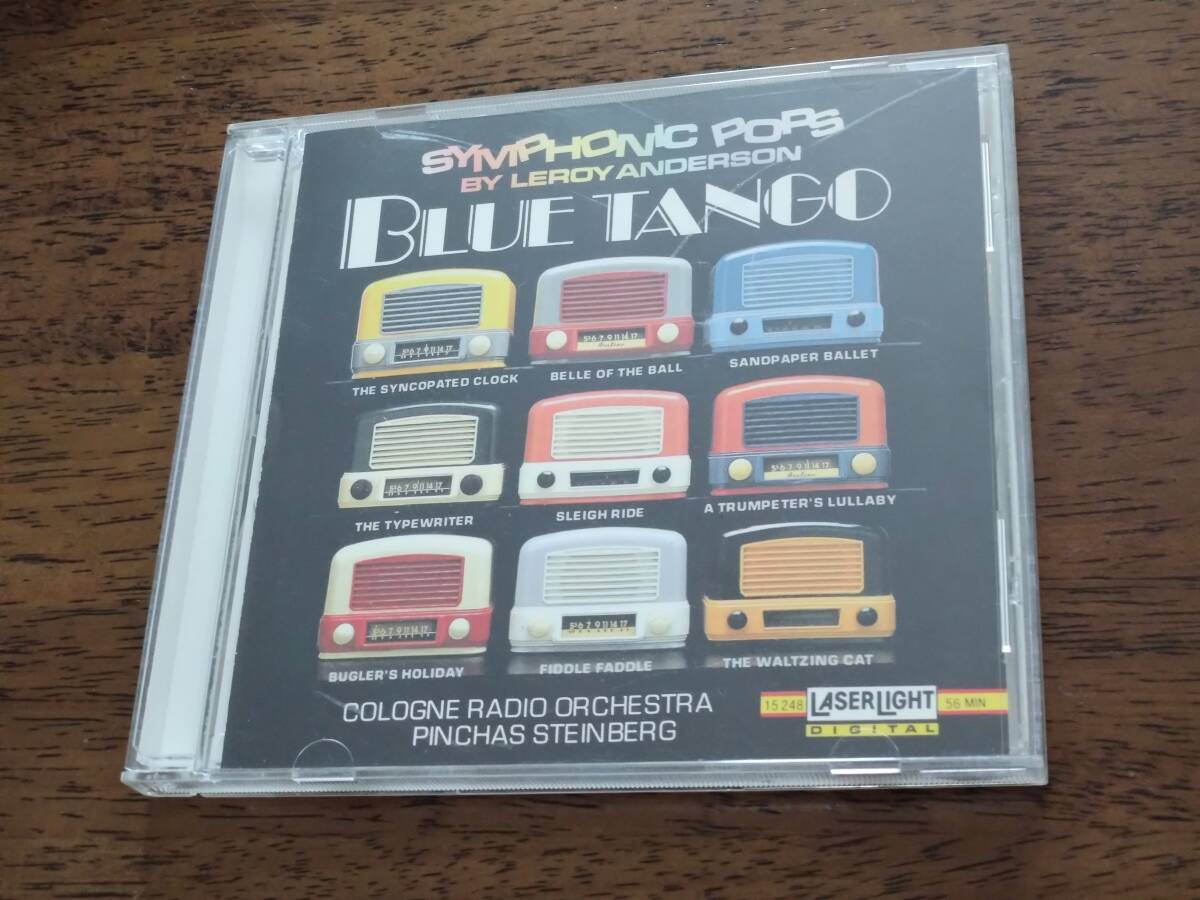 SYMPHONIC POPS
BY LEROY ANDERSON
BLUE TANGO
THE SYNCOPATED CLOCK
BELLE OF THE BALL
SANDPAPER BALLET
THE TYPEWRITER
SLEIGH RIDE
A TRUMPETER'S LULLABY
BUGLER'S HOLIDAY
FIDDLE FADDLE
THE WALTZING CAT
COLOGNE RADIO ORCHESTRA
PINCHAS STEINBERG
15 248
LASERLIGHT
DIGITAL
56 MIN